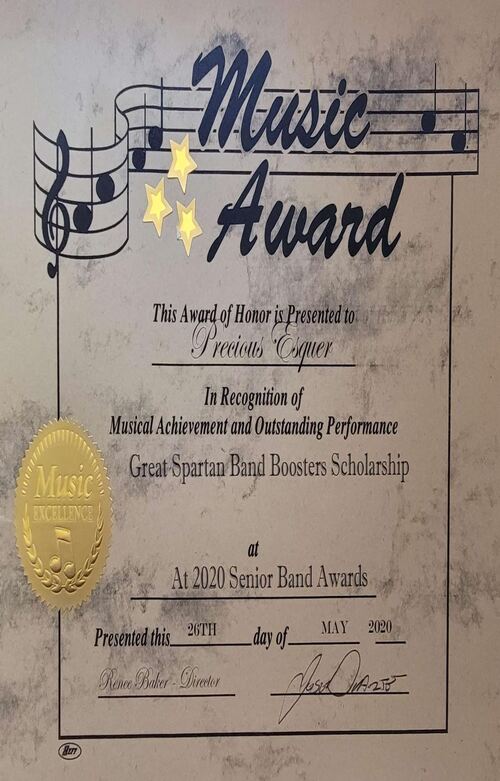 Music
Award
This Award of Honor is Presented to
Precious Esquer
In Recognition of
Musical Achievement and Outstanding Performance
Great Spartan Band Boosters Scholarship
Music
EXCELLENCE
at
At 2020 Senior Band Awards
Presented this 26TH day of MAY 2020
Renee Baker - Director